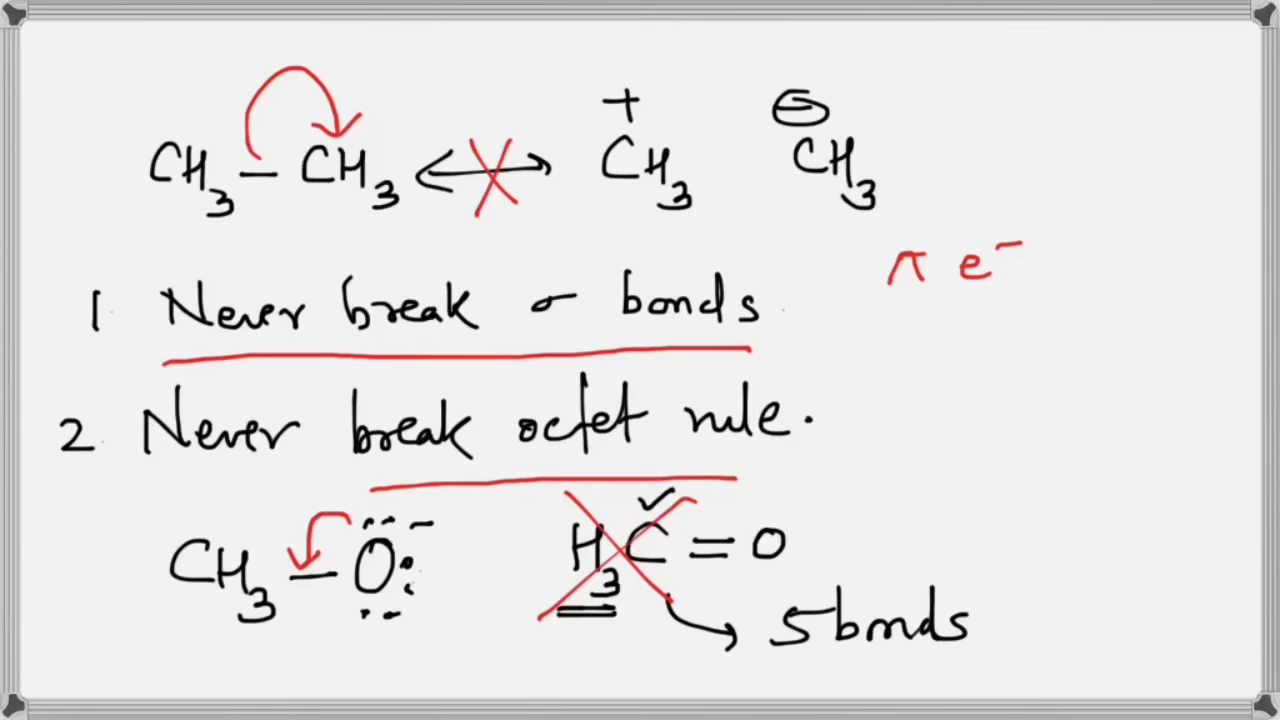 CH₃ – CH₃ ⟷ ⁺CH₃ ⊖CH₃
π e⁻
1 Never break σ bonds
2 Never break octet rule.
CH₃ – O⁻ H₃C = O
5 bonds